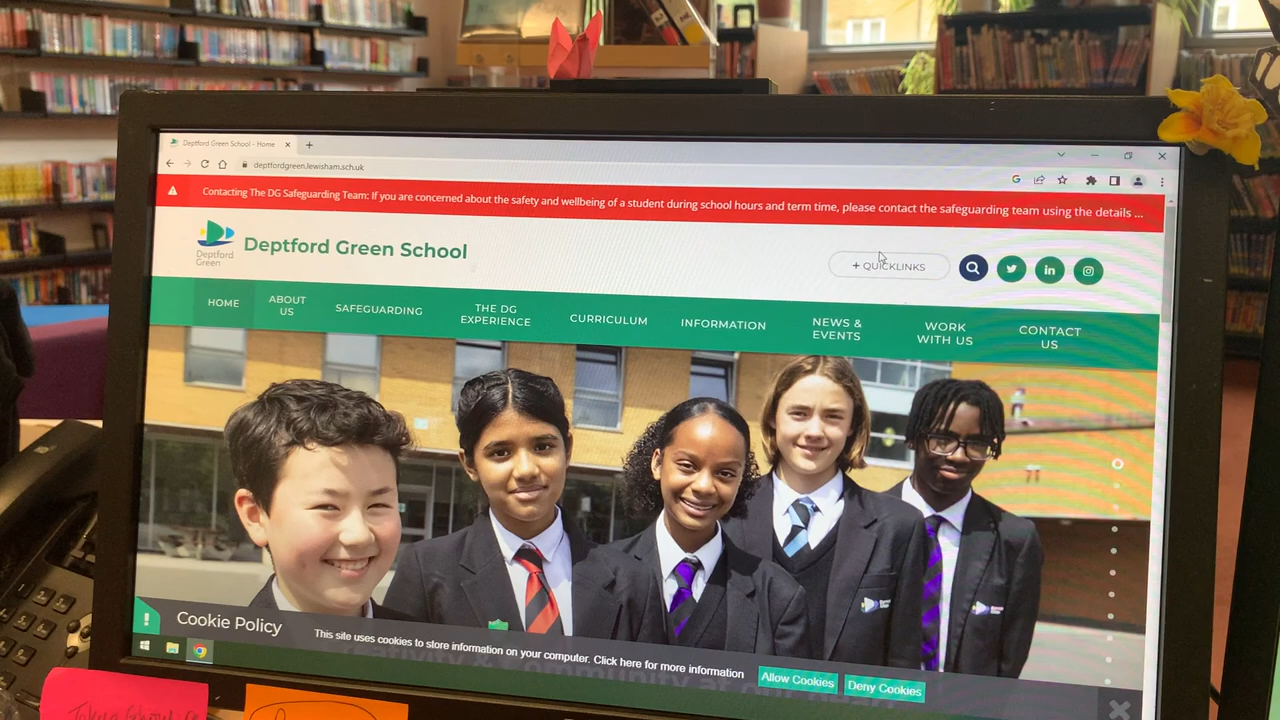 Deptford Green School - Home
deptfordgreen.lewisham.sch.uk
Contacting The DG Safeguarding Team: If you are concerned about the safety and wellbeing of a student during school hours and term time, please contact the safeguarding team using the details ...
Deptford
Green
Deptford Green School
+ QUICKLINKS
in
HOME
ABOUT
US
SAFEGUARDING
THE DG
EXPERIENCE
CURRICULUM
INFORMATION
NEWS &
EVENTS
WORK
WITH US
CONTACT
US
Cookie Policy
This site uses cookies to store information on your computer. Click here for more information
Allow Cookies
Deny Cookies